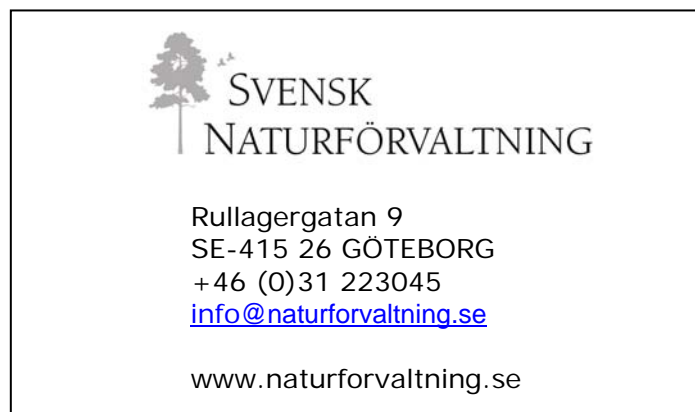 SVENSK
NATURFÖRVALTNING
Rullagergatan 9
SE-415 26 GÖTEBORG
+46 (0)31 223045
info@naturforvaltning.se
www.naturforvaltning.se